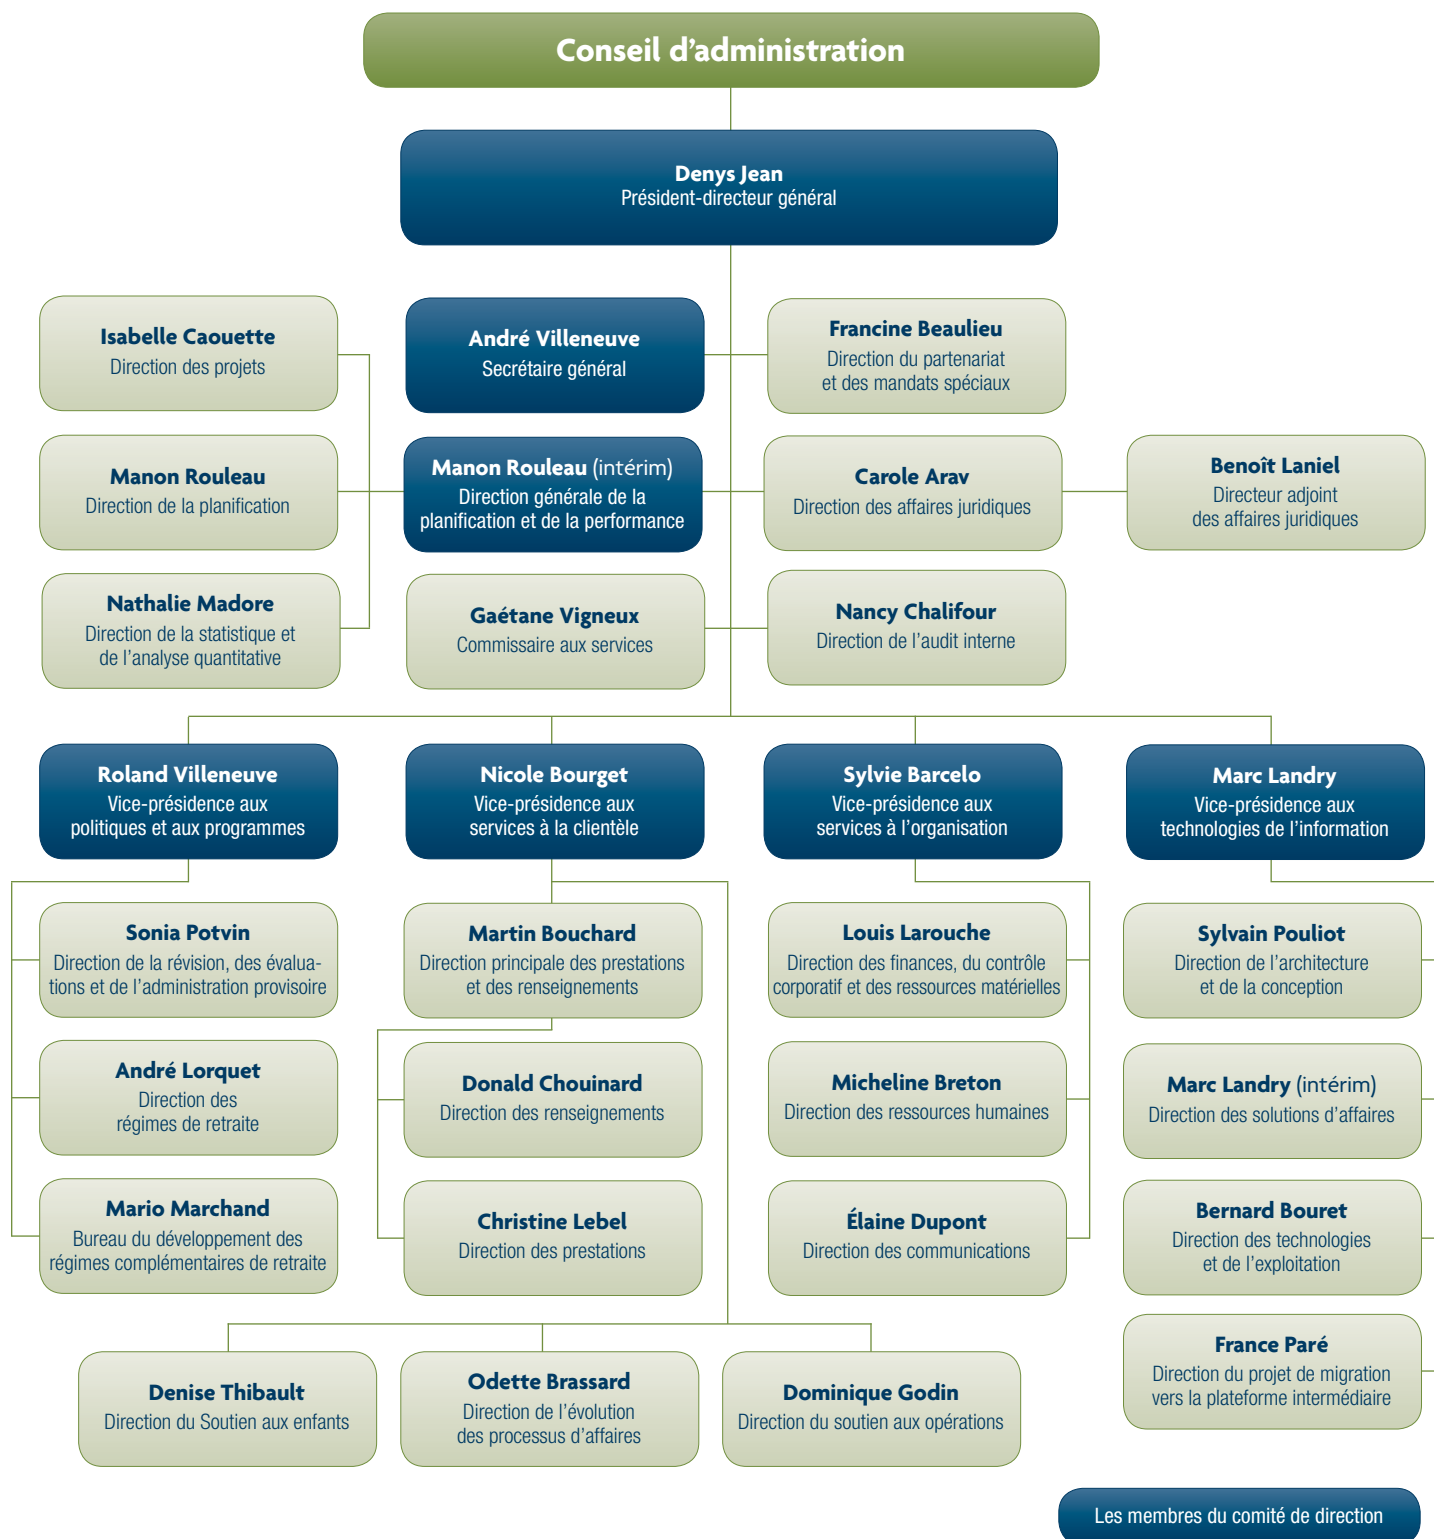 Conseil d'administration
Denys Jean
Président-directeur général
Isabelle Caouette
Direction des projets
André Villeneuve
Secrétaire général
Francine Beaulieu
Direction du partenariat
et des mandats spéciaux
Manon Rouleau
Direction de la planification
Manon Rouleau (intérim)
Direction générale de la
planification et de la performance
Carole Arav
Direction des affaires juridiques
Benoît Laniel
Directeur adjoint
des affaires juridiques
Nathalie Madore
Direction de la statistique et
de l'analyse quantitative
Gaétane Vigneux
Commissaire aux services
Nancy Chalifour
Direction de l'audit interne
Roland Villeneuve
Vice-présidence aux
politiques et aux programmes
Nicole Bourget
Vice-présidence aux
services à la clientèle
Sylvie Barcelo
Vice-présidence aux
services à l'organisation
Marc Landry
Vice-présidence aux
technologies de l'information
Sonia Potvin
Direction de la révision, des évalua-
tions et de l'administration provisoire
Martin Bouchard
Direction principale des prestations
et des renseignements
Louis Larouche
Direction des finances, du contrôle
corporatif et des ressources matérielles
Sylvain Pouliot
Direction de l'architecture
et de la conception
André Lorquet
Direction des
régimes de retraite
Donald Chouinard
Direction des renseignements
Micheline Breton
Direction des ressources humaines
Marc Landry (intérim)
Direction des solutions d'affaires
Mario Marchand
Bureau du développement des
régimes complémentaires de retraite
Christine Lebel
Direction des prestations
Élaine Dupont
Direction des communications
Bernard Bouret
Direction des technologies
et de l'exploitation
France Paré
Direction du projet de migration
vers la plateforme intermédiaire
Denise Thibault
Direction du Soutien aux enfants
Odette Brassard
Direction de l'évolution
des processus d'affaires
Dominique Godin
Direction du soutien aux opérations
Les membres du comité de direction